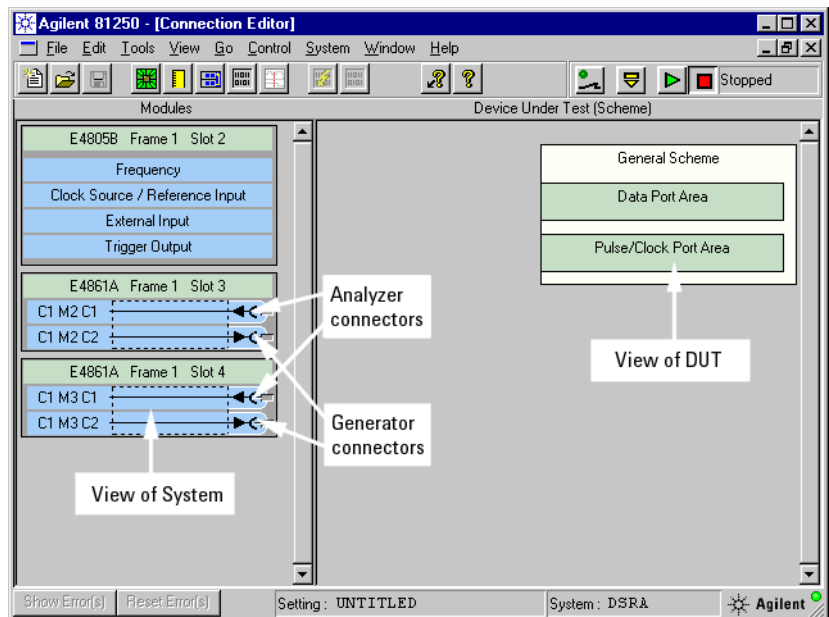 Agilent 81250 - [Connection Editor]
File Edit Tools View Go Control System Window Help
Stopped
Modules
Device Under Test (Scheme)
E4805B Frame 1 Slot 2
Frequency
Clock Source / Reference Input
External Input
Trigger Output
E4861A Frame 1 Slot 3
C1 M2 C1
C1 M2 C2
E4861A Frame 1 Slot 4
C1 M3 C1
C1 M3 C2
View of System
Analyzer
connectors
Generator
connectors
General Scheme
Data Port Area
Pulse/Clock Port Area
View of DUT
Show Error(s) Reset Error(s) Setting: UNTITLED System: DSRA Agilent